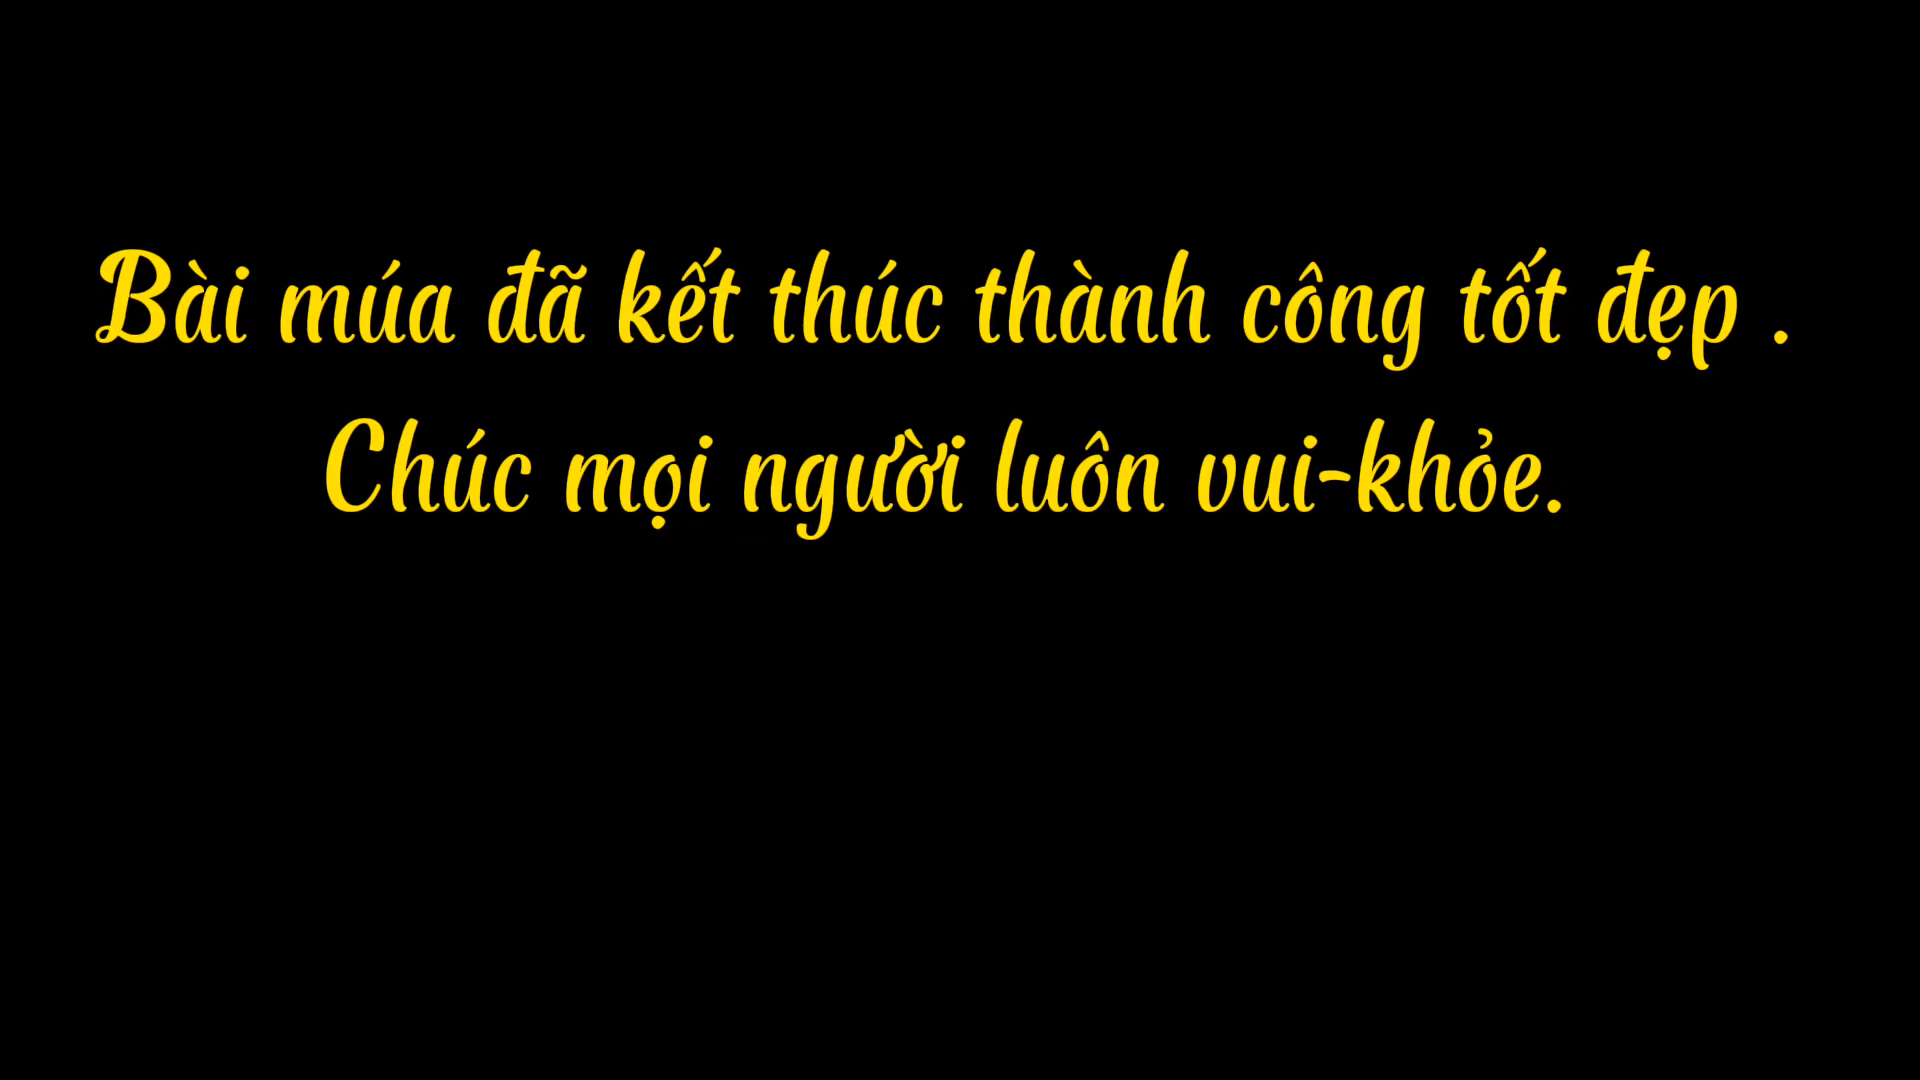 Bài múa đã kết thúc thành công tốt đẹp .
Chúc mọi người luôn vui-khỏe.